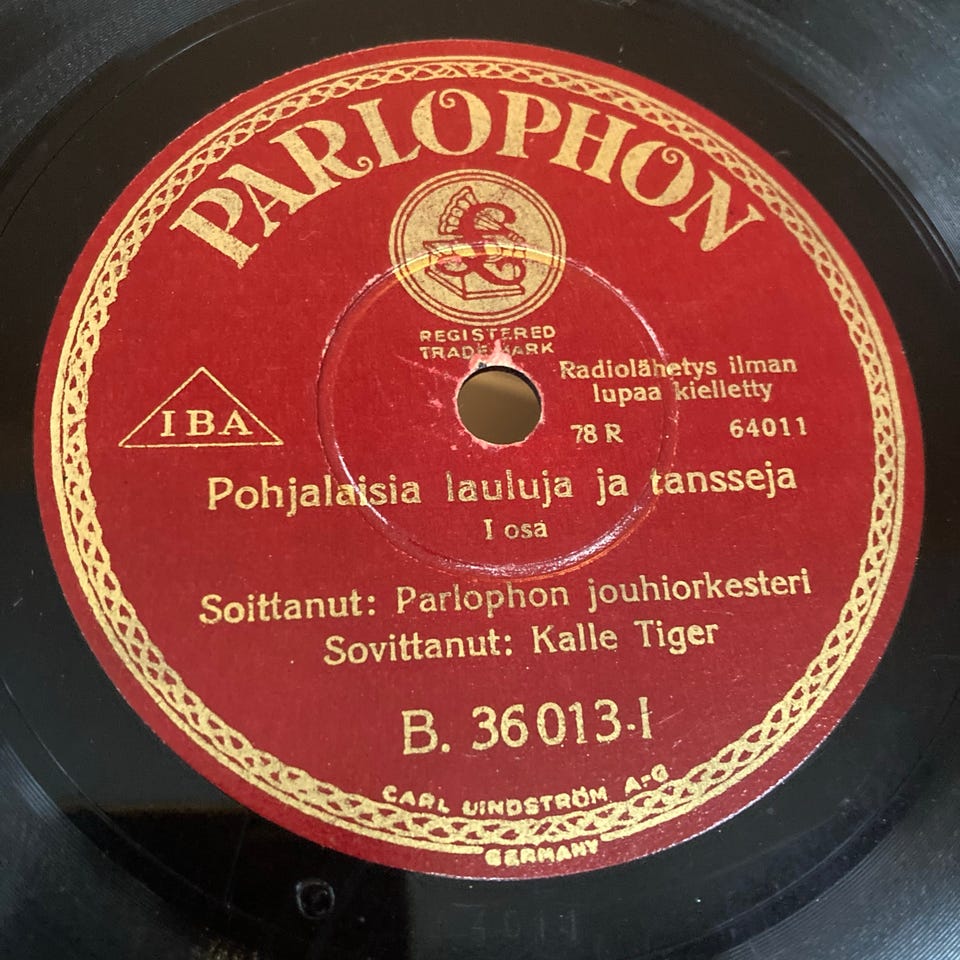 PARLOPHON
REGISTERED
TRADE MARK
Radiolähetys ilman
lupaa kielletty
IBA
78 R 64011
Pohjalaisia lauluja ja tansseja
I osa
Soittanut: Parlophon jouhiorkesteri
Sovittanut: Kalle Tiger
B. 36013-I
CARL LINDSTRÖM A=G
GERMANY